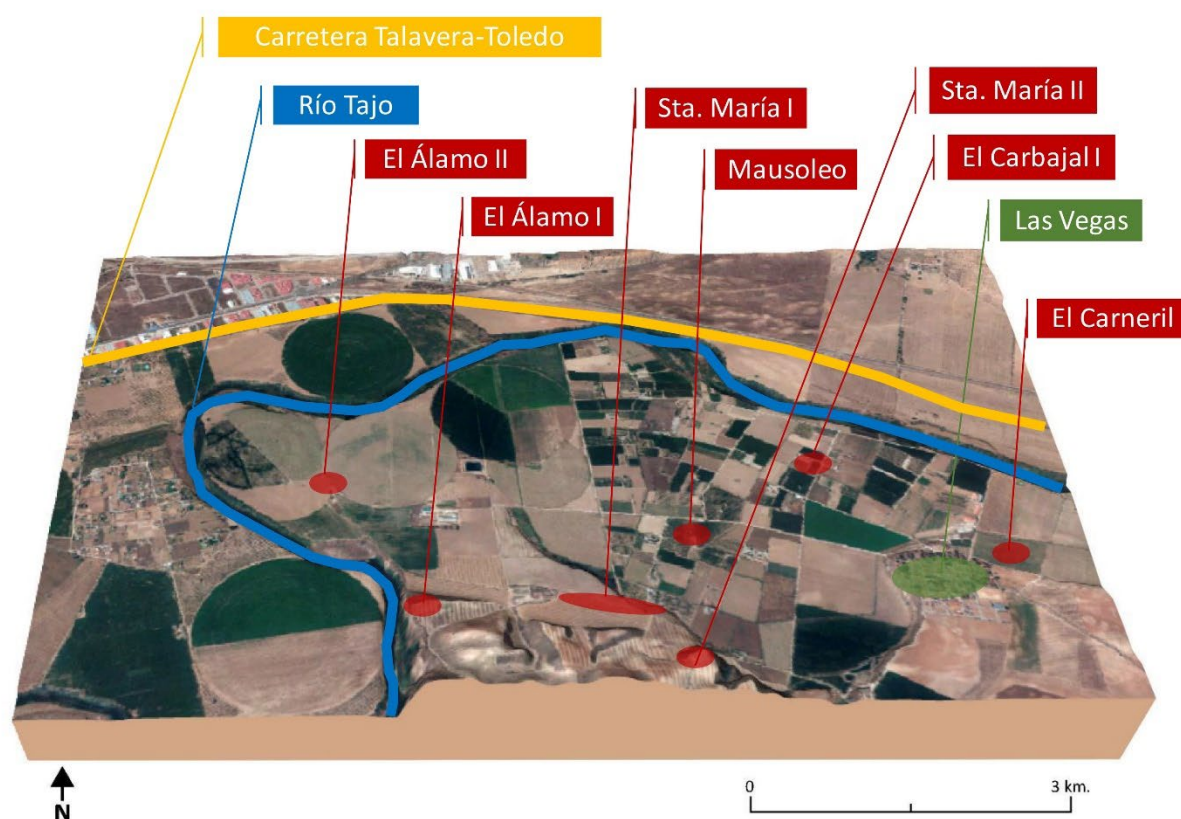 Carretera Talavera-Toledo
Río Tajo
Sta. María I
Sta. María II
El Álamo II
Mausoleo
El Carbajal I
El Álamo I
Las Vegas
El Carneril
N
0
3 km.